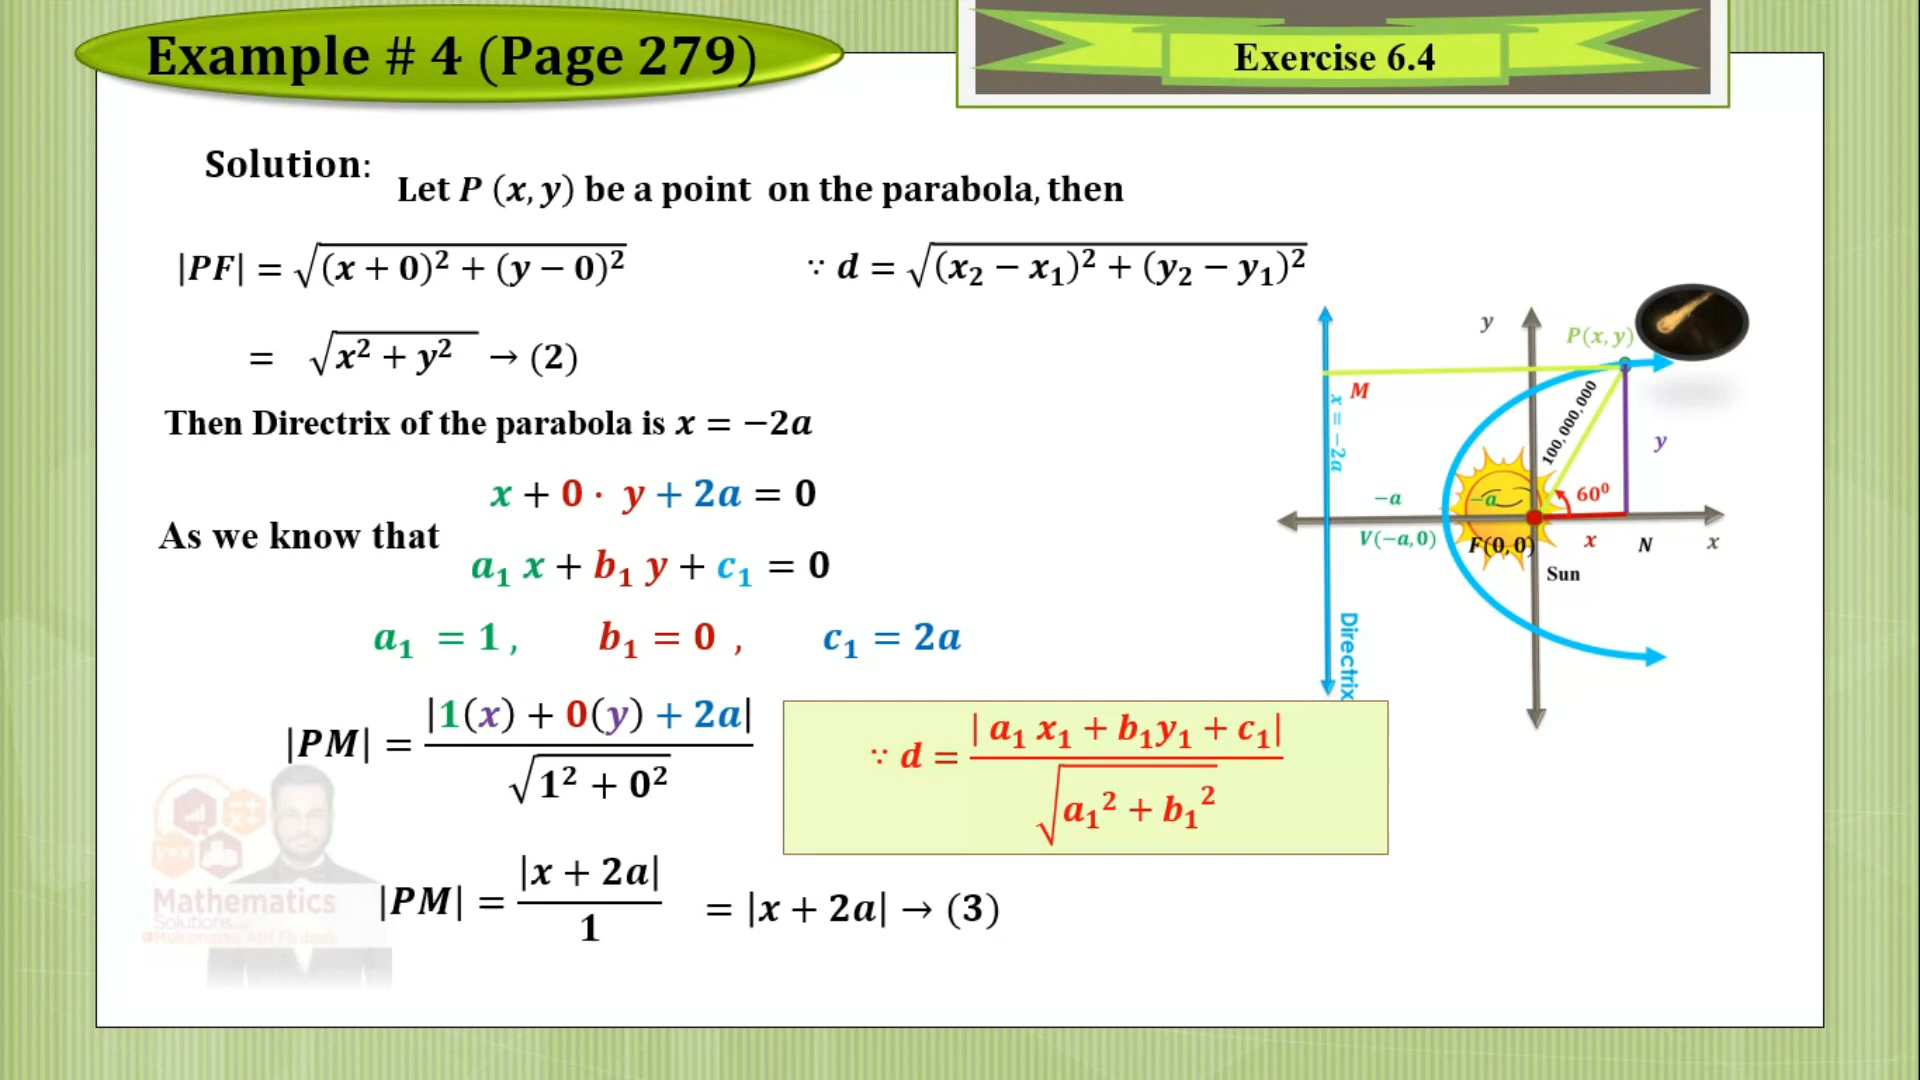 Example # 4 (Page 279)
Exercise 6.4
Solution:
Let P (x, y) be a point on the parabola, then
|PF| = √((x + 0)² + (y − 0)²)
∵ d = √((x₂ − x₁)² + (y₂ − y₁)²)
= √(x² + y²) → (2)
Then Directrix of the parabola is x = −2a
x + 0 · y + 2a = 0
As we know that
a₁ x + b₁ y + c₁ = 0
a₁ = 1 , b₁ = 0 , c₁ = 2a
|PM| = |1(x) + 0(y) + 2a| / √(1² + 0²)
∵ d = | a₁ x₁ + b₁y₁ + c₁| / √(a₁² + b₁²)
|PM| = |x + 2a| / 1 = |x + 2a| → (3)
y
P(x, y)
M
x = −2a
100, 000, 000
y
−a
−a
60⁰
V(−a, 0)
F(0, 0)
x
N
x
Sun
Directrix
Mathematics
Solutions